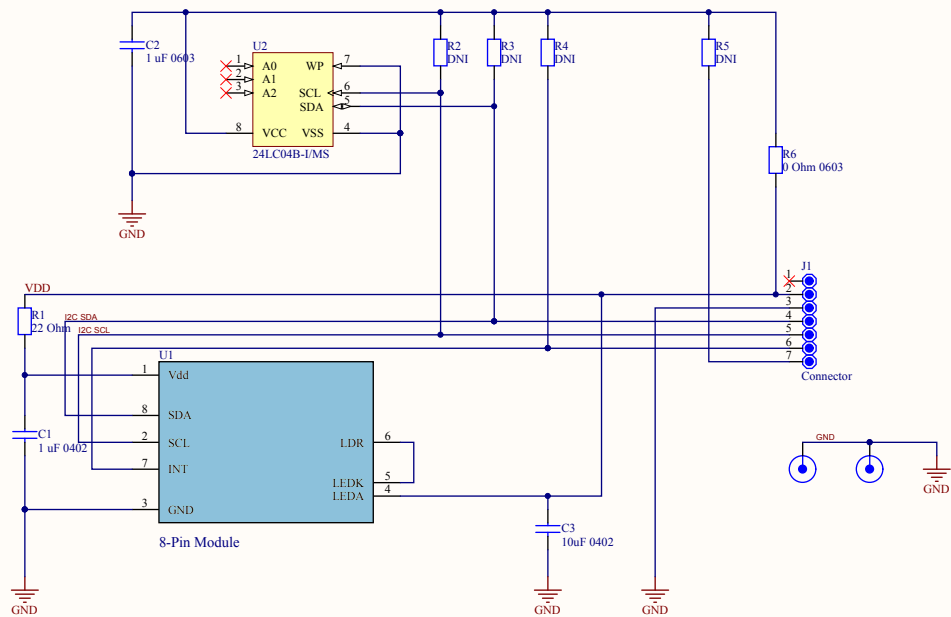 C2
1 uF 0603
U2
1
A0
2
A1
3
A2
8
VCC
WP
7
SCL
6
SDA
5
VSS
4
24LC04B-I/MS
R2
DNI
R3
DNI
R4
DNI
R5
DNI
R6
0 Ohm 0603
GND
VDD
R1
22 Ohm
I2C SDA
I2C SCL
J1
1
2
3
4
5
6
7
Connector
U1
1
Vdd
8
SDA
2
SCL
7
INT
3
GND
LDR
6
LEDK
5
LEDA
4
8-Pin Module
C1
1 uF 0402
C3
10uF 0402
GND
GND
GND
GND
GND